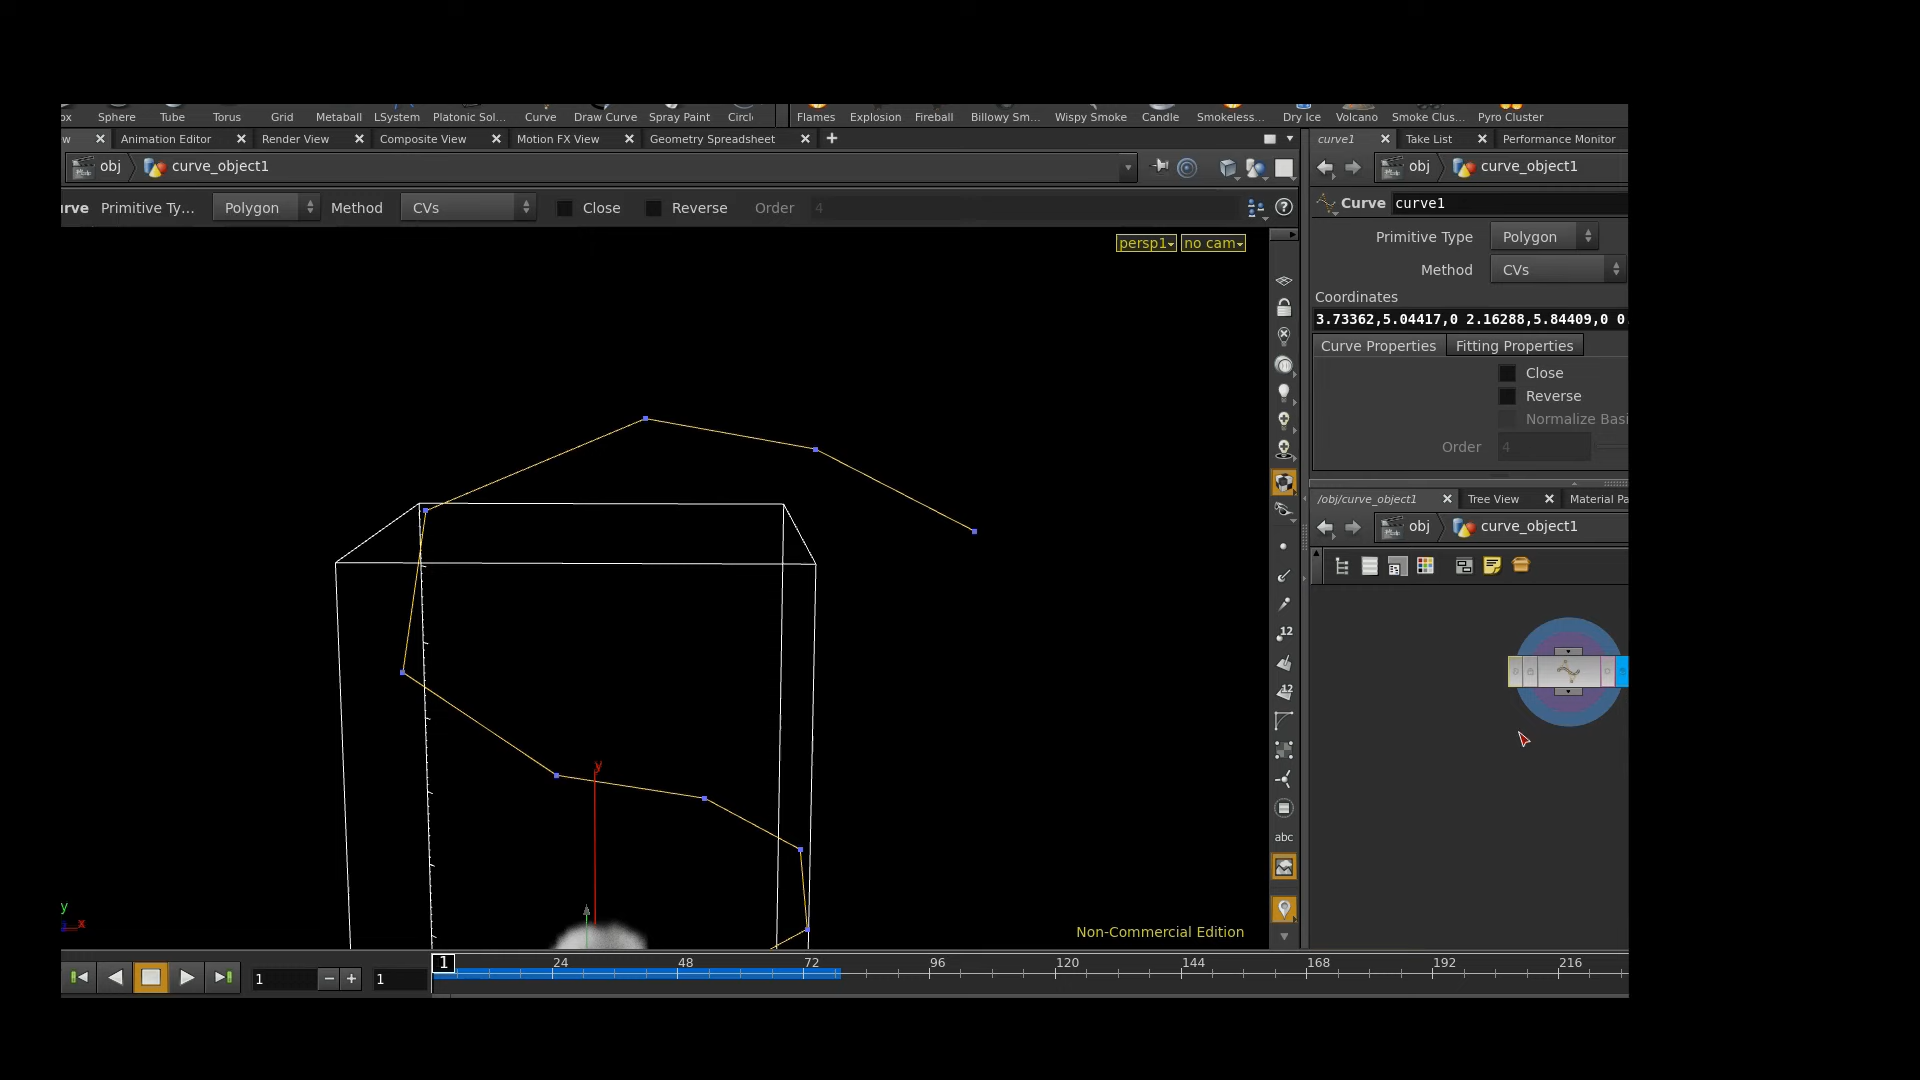 ox Sphere Tube Torus Grid Metaball LSystem Platonic Sol... Curve Draw Curve Spray Paint Circl Flames Explosion Fireball Billowy Sm... Wispy Smoke Candle Smokeless... Dry Ice Volcano Smoke Clus... Pyro Cluster
w Animation Editor Render View Composite View Motion FX View Geometry Spreadsheet
obj curve_object1
urve Primitive Ty... Polygon Method CVs Close Reverse Order 4
persp1 no cam
curve1 Take List Performance Monitor
obj curve_object1
Curve curve1
Primitive Type Polygon
Method CVs
Coordinates
3.73362,5.04417,0 2.16288,5.84409,0 0.
Curve Properties Fitting Properties
Close
Reverse
Normalize Basi
Order 4
/obj/curve_object1 Tree View Material Pa
obj curve_object1
12
12
abc
y
y
x
Non-Commercial Edition
1 1 1 24 48 72 96 120 144 168 192 216